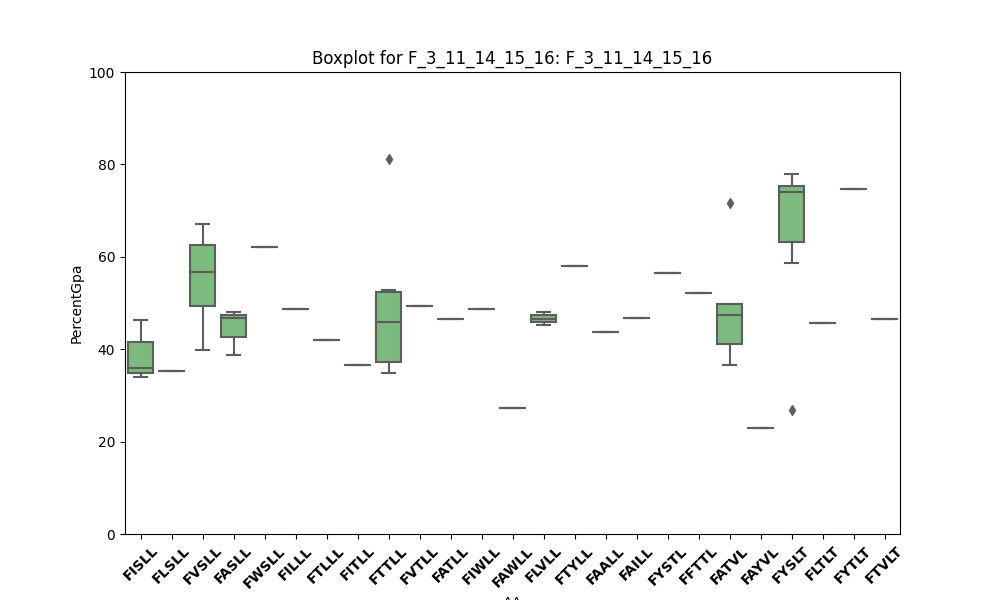 Boxplot for F_3_11_14_15_16: F_3_11_14_15_16
PercentGpa
100
80
60
40
20
0
FISLL FLSLL FVSLL FASLL FWSLL FILLL FTLLL FITLL FTTLL FVTLL FATLL FIWLL FAWLL FLVLL FTYLL FAALL FAILL FYSTL FFTTL FATVL FAYVL FYSLT FLTLT FYTLT FTVLT